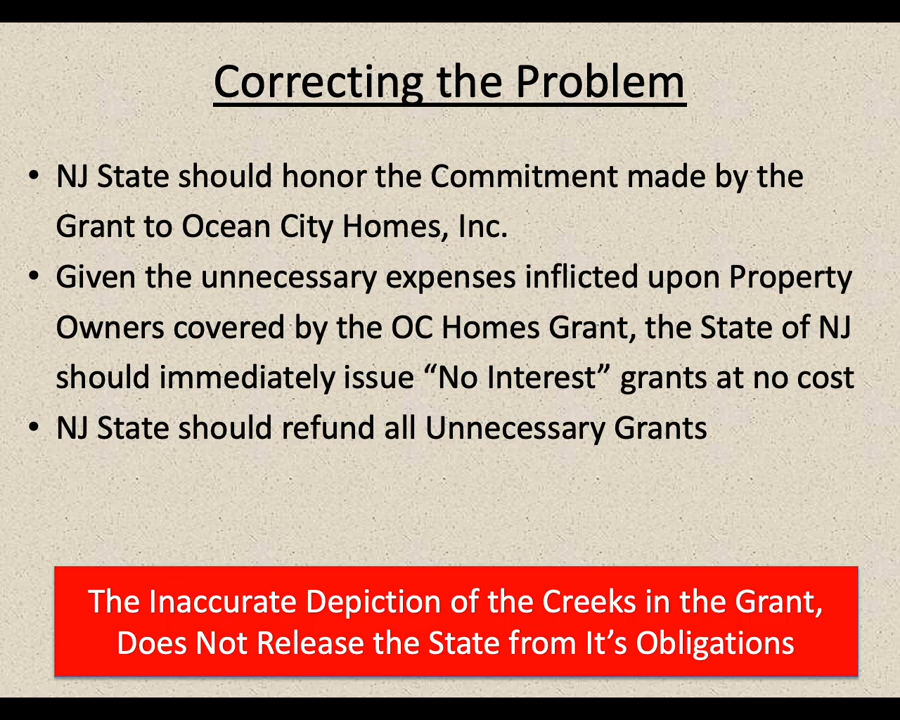 Correcting the Problem
• NJ State should honor the Commitment made by the
Grant to Ocean City Homes, Inc.
• Given the unnecessary expenses inflicted upon Property
Owners covered by the OC Homes Grant, the State of NJ
should immediately issue “No Interest” grants at no cost
• NJ State should refund all Unnecessary Grants
The Inaccurate Depiction of the Creeks in the Grant,
Does Not Release the State from It’s Obligations